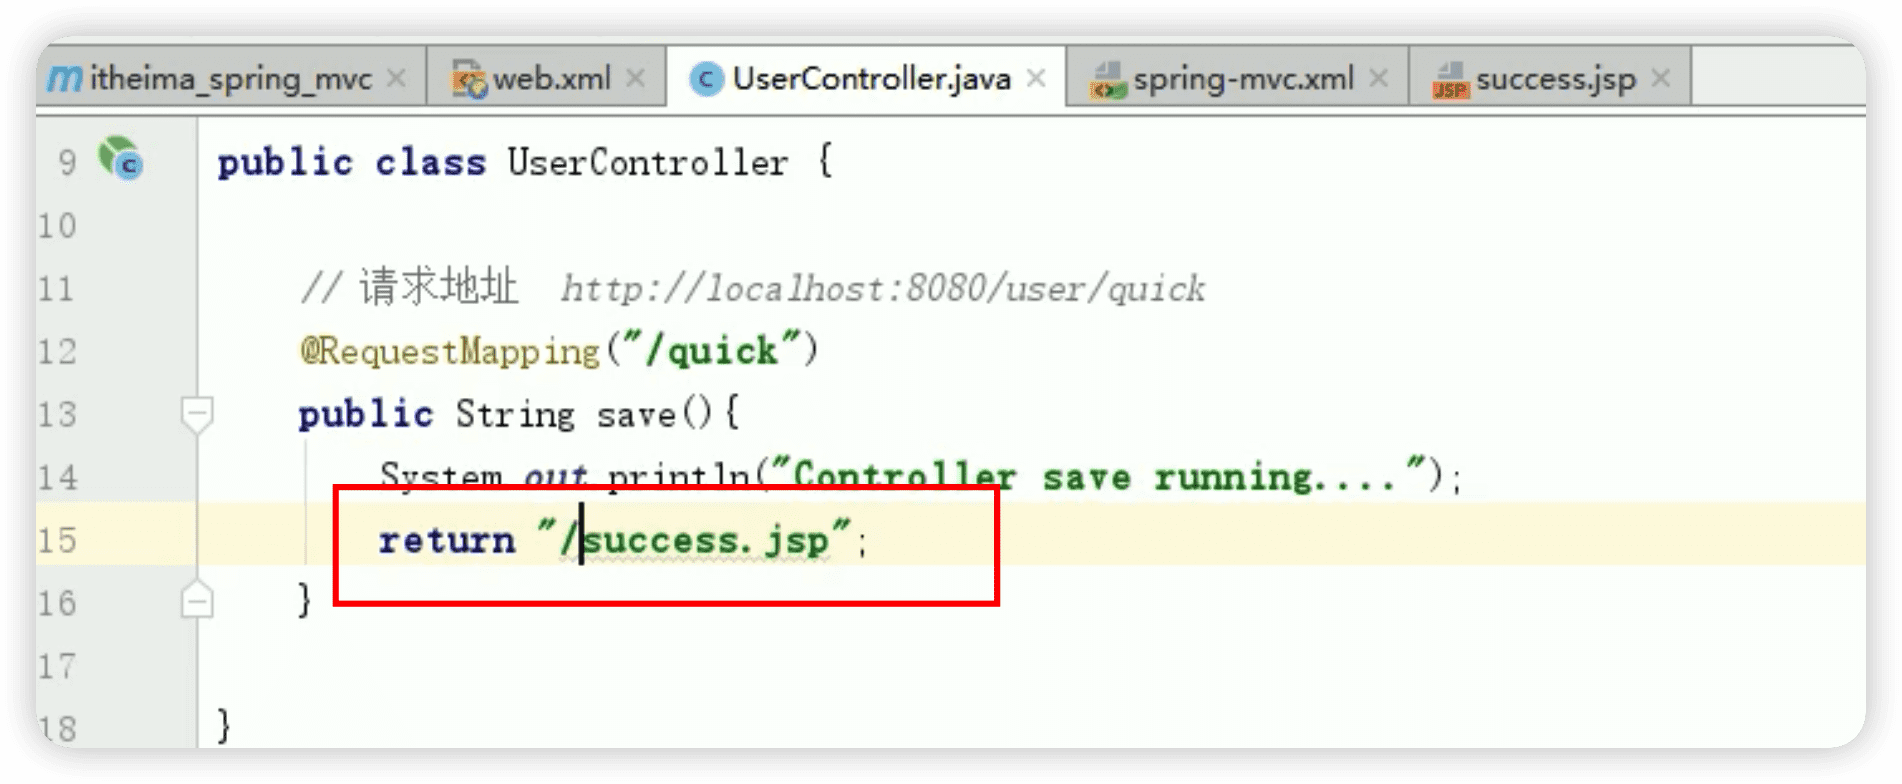 itheima_spring_mvc web.xml UserController.java spring-mvc.xml success.jsp
9 public class UserController {
10
11 // 请求地址 http://localhost:8080/user/quick
12 @RequestMapping("/quick")
13 public String save(){
14 System.out.println("Controller save running....");
15 return "/success.jsp";
16 }
17
18 }